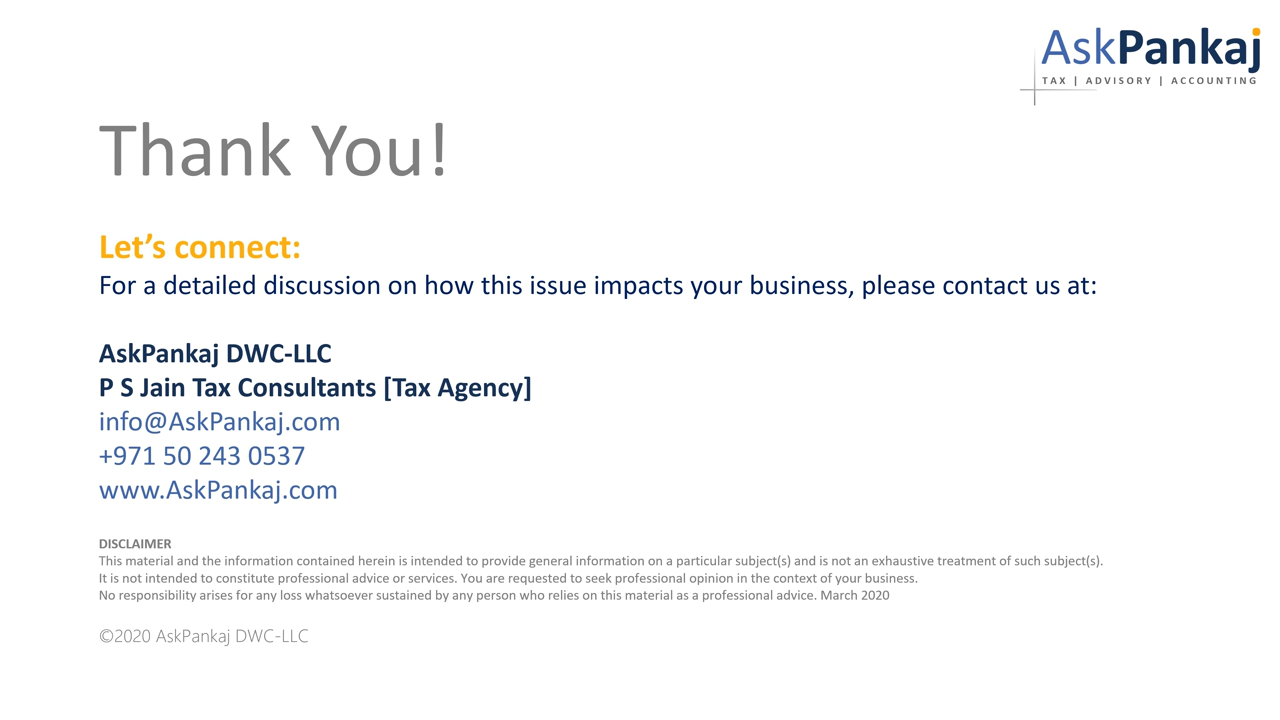 AskPankaj
TAX | ADVISORY | ACCOUNTING
Thank You!
Let’s connect:
For a detailed discussion on how this issue impacts your business, please contact us at:
AskPankaj DWC-LLC
P S Jain Tax Consultants [Tax Agency]
info@AskPankaj.com
+971 50 243 0537
www.AskPankaj.com
DISCLAIMER
This material and the information contained herein is intended to provide general information on a particular subject(s) and is not an exhaustive treatment of such subject(s).
It is not intended to constitute professional advice or services. You are requested to seek professional opinion in the context of your business.
No responsibility arises for any loss whatsoever sustained by any person who relies on this material as a professional advice. March 2020
©2020 AskPankaj DWC-LLC